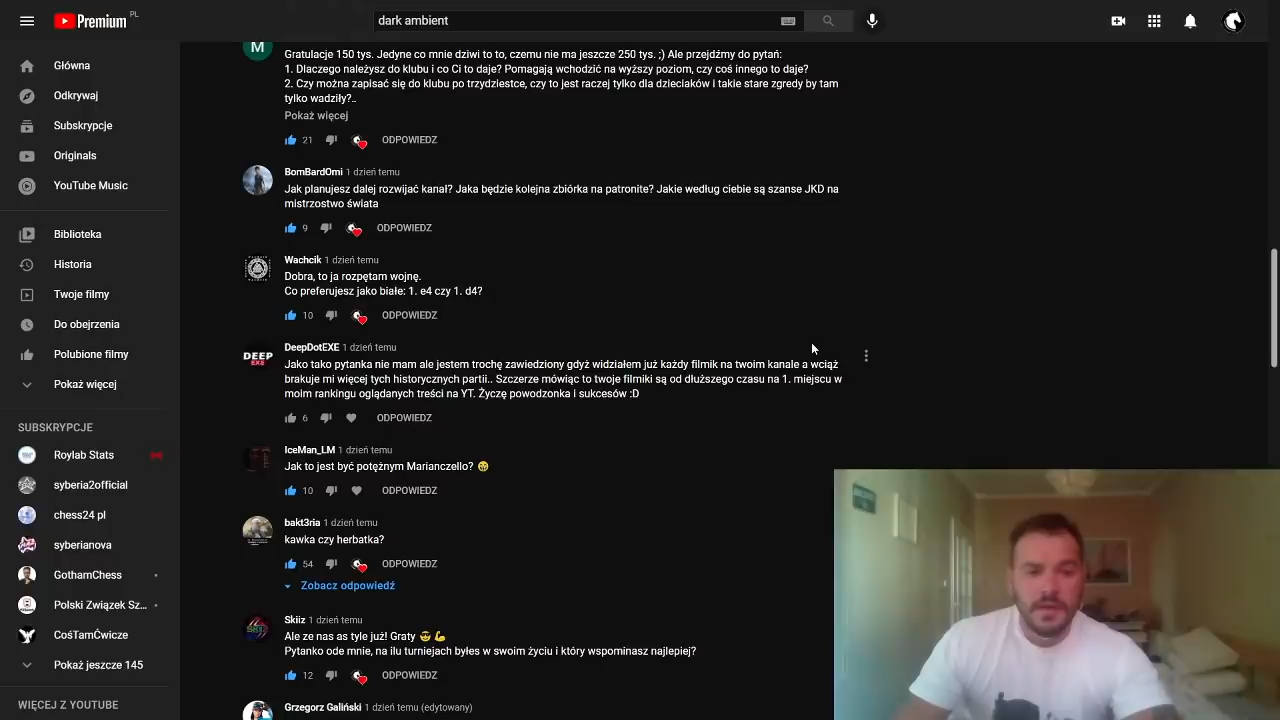 Premium PL
dark ambient
Główna
Odkrywaj
Subskrypcje
Originals
YouTube Music
Biblioteka
Historia
Twoje filmy
Do obejrzenia
Polubione filmy
Pokaż więcej
SUBSKRYPCJE
Roylab Stats
syberia2official
chess24 pl
syberianova
GothamChess
Polski Związek Sz...
CośTamĆwicze
Pokaż jeszcze 145
WIĘCEJ Z YOUTUBE
M
Gratulacje 150 tys. Jedyne co mnie dziwi to to, czemu nie ma jeszcze 250 tys. ;) Ale przejdźmy do pytań:
1. Dlaczego należysz do klubu i co Ci to daje? Pomagają wchodzić na wyższy poziom, czy coś innego to daje?
2. Czy można zapisać się do klubu po trzydziestce, czy to jest raczej tylko dla dzieciaków i takie stare zgredy by tam
tylko wadziły?..
Pokaż więcej
21 ODPOWIEDZ
BomBardOmi 1 dzień temu
Jak planujesz dalej rozwijać kanał? Jaka będzie kolejna zbiórka na patronite? Jakie według ciebie są szanse JKD na
mistrzostwo świata
9 ODPOWIEDZ
Wachcik 1 dzień temu
Dobra, to ja rozpętam wojnę.
Co preferujesz jako białe: 1. e4 czy 1. d4?
10 ODPOWIEDZ
DEEP
EXE
DeepDotEXE 1 dzień temu
Jako tako pytanka nie mam ale jestem trochę zawiedziony gdyż widziałem już każdy filmik na twoim kanale a wciąż
brakuje mi więcej tych historycznych partii.. Szczerze mówiąc to twoje filmiki są od dłuższego czasu na 1. miejscu w
moim rankingu oglądanych treści na YT. Życzę powodzonka i sukcesów :D
6 ODPOWIEDZ
IceMan_LM 1 dzień temu
Jak to jest być potężnym Marianczello? 😁
10 ODPOWIEDZ
bakt3ria 1 dzień temu
kawka czy herbatka?
54 ODPOWIEDZ
Zobacz odpowiedź
Skiiz 1 dzień temu
Ale ze nas as tyle już! Graty 😎 💪
Pytanko ode mnie, na ilu turniejach byłes w swoim życiu i który wspominasz najlepiej?
12 ODPOWIEDZ
Grzegorz Galiński 1 dzień temu (edytowany)